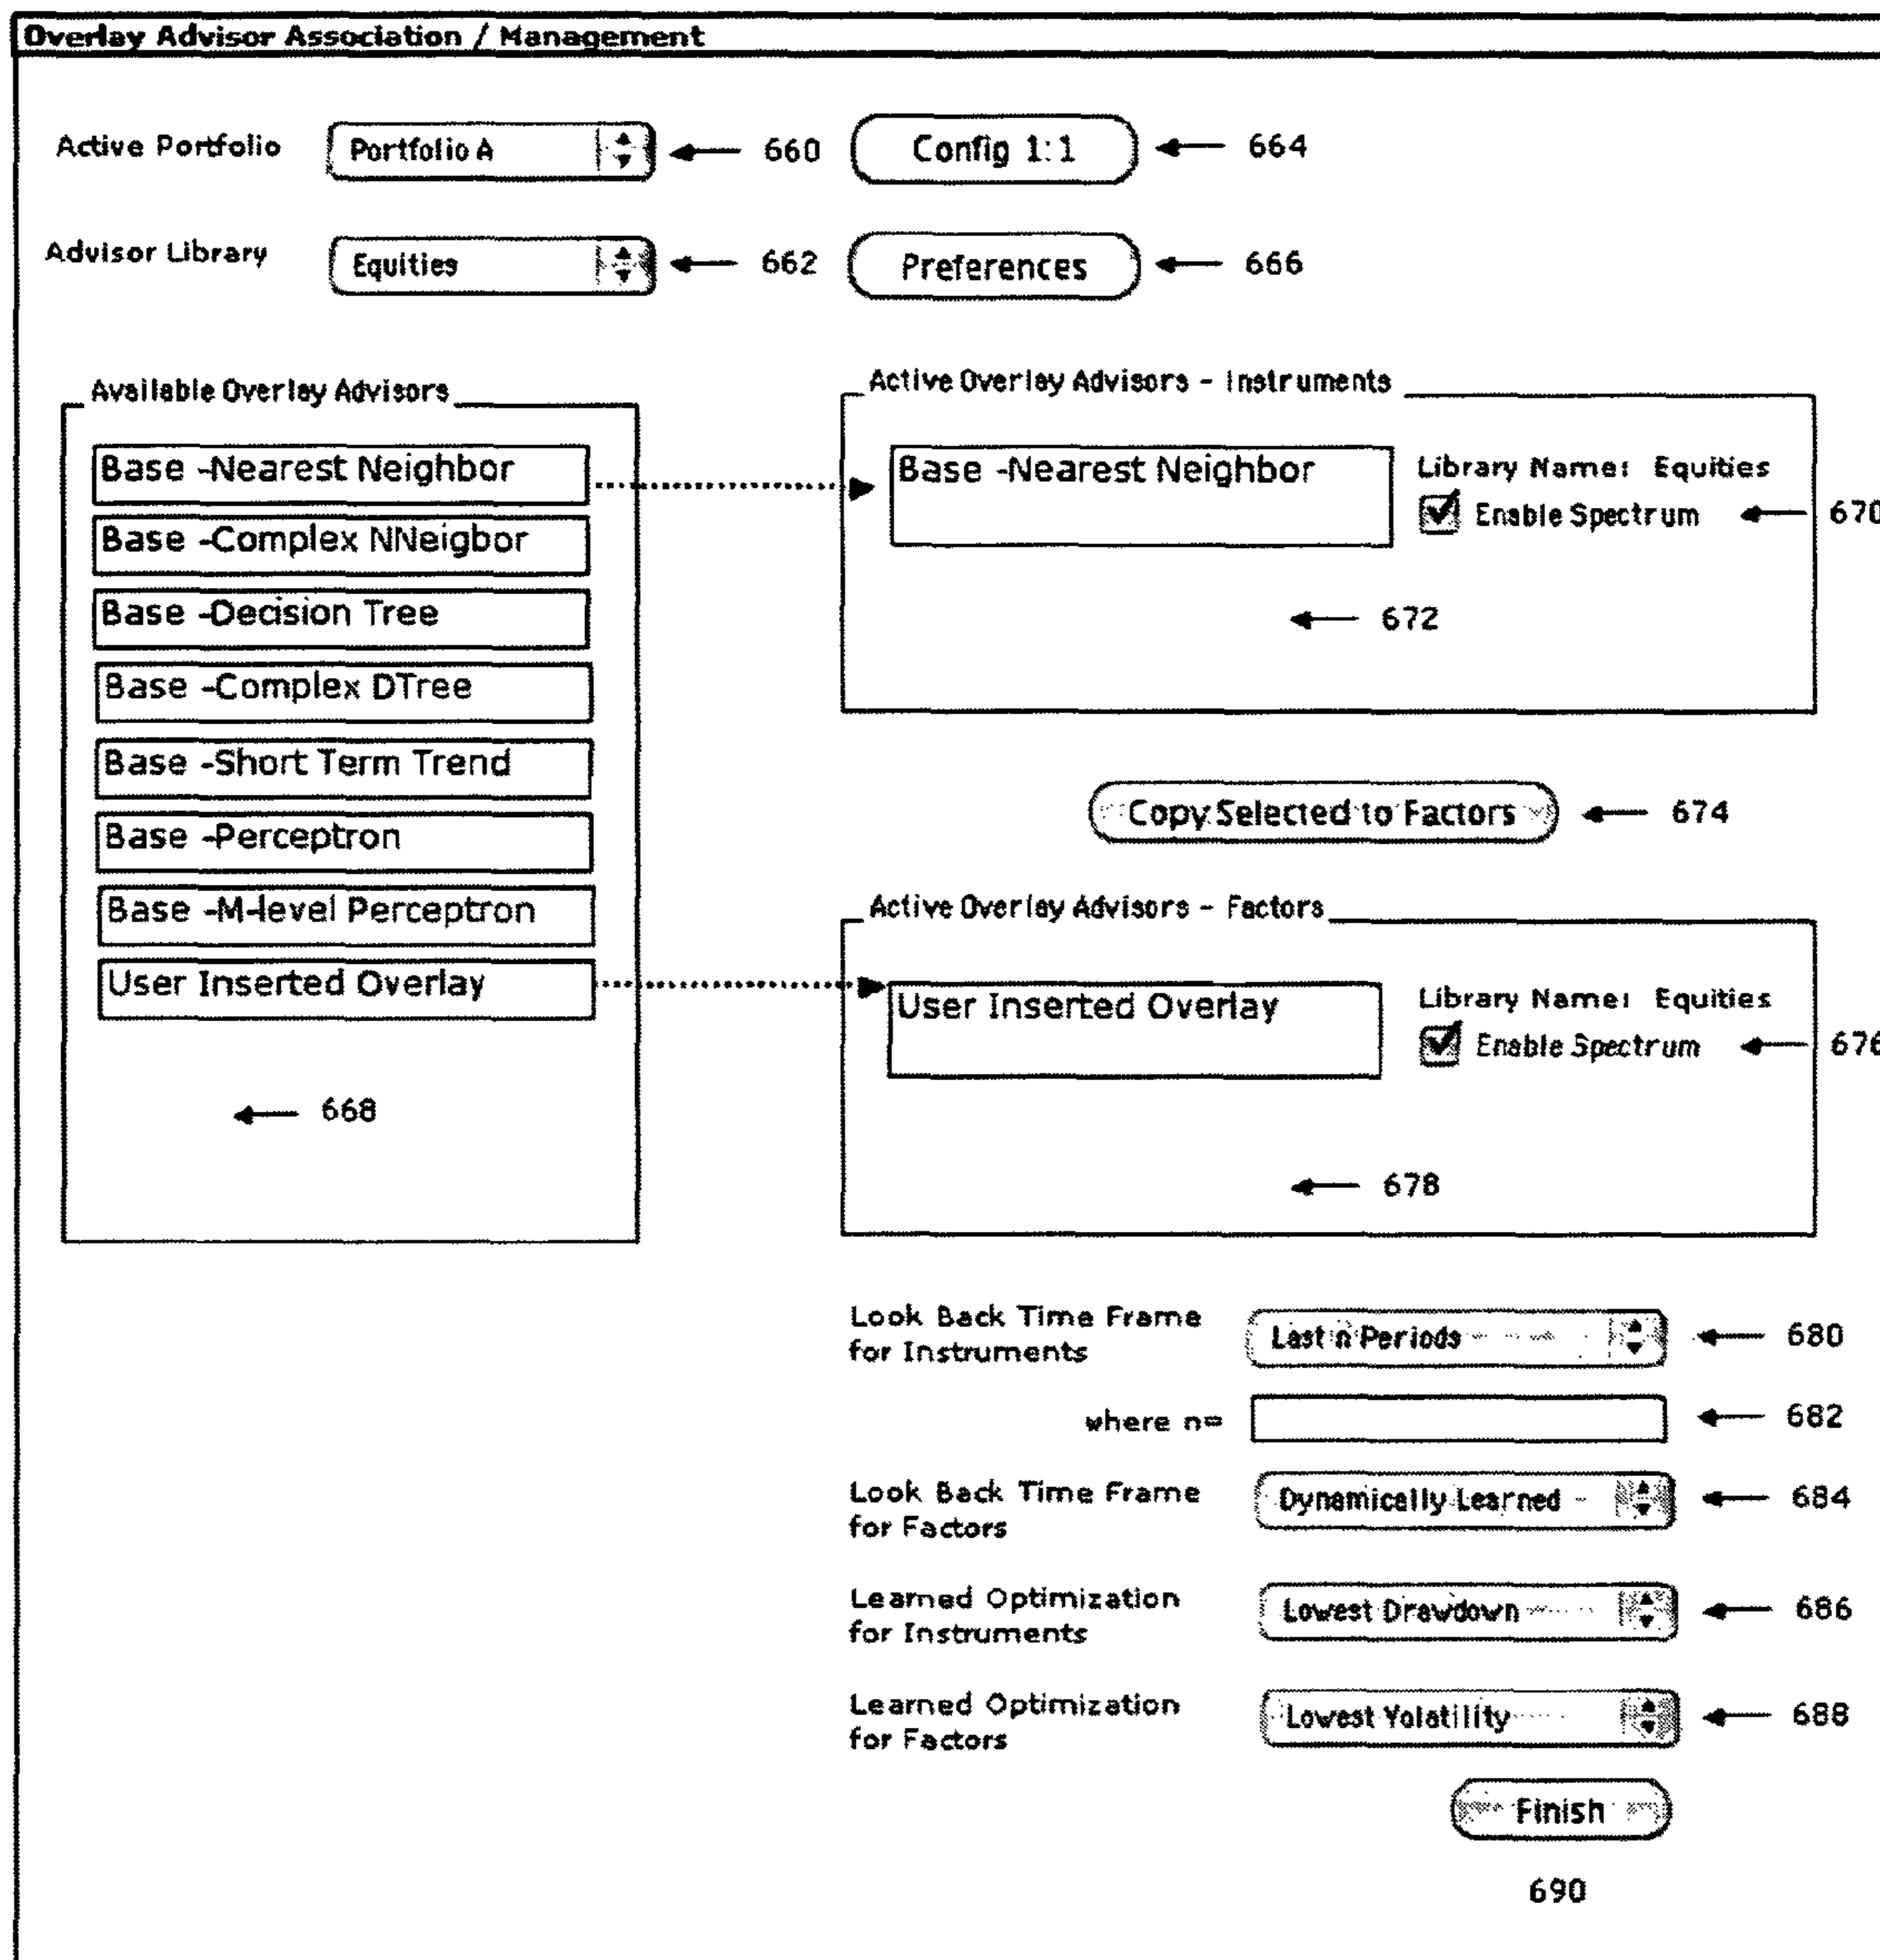 Overlay Advisor Association / Management
Active Portfolio Portfolio A 660 Config 1:1 664
Advisor Library Equities 662 Preferences 666
Available Overlay Advisors
Base -Nearest Neighbor
Base -Complex NNeigbor
Base -Decision Tree
Base -Complex DTree
Base -Short Term Trend
Base -Perceptron
Base -M-level Perceptron
User Inserted Overlay
668
Active Overlay Advisors - Instruments
Base -Nearest Neighbor Library Name: Equities
Enable Spectrum 670
672
Copy Selected to Factors 674
Active Overlay Advisors - Factors
User Inserted Overlay Library Name: Equities
Enable Spectrum 676
678
Look Back Time Frame
for Instruments Last n Periods 680
where n= 682
Look Back Time Frame
for Factors Dynamically Learned 684
Learned Optimization
for Instruments Lowest Drawdown 686
Learned Optimization
for Factors Lowest Volatility 688
Finish
690